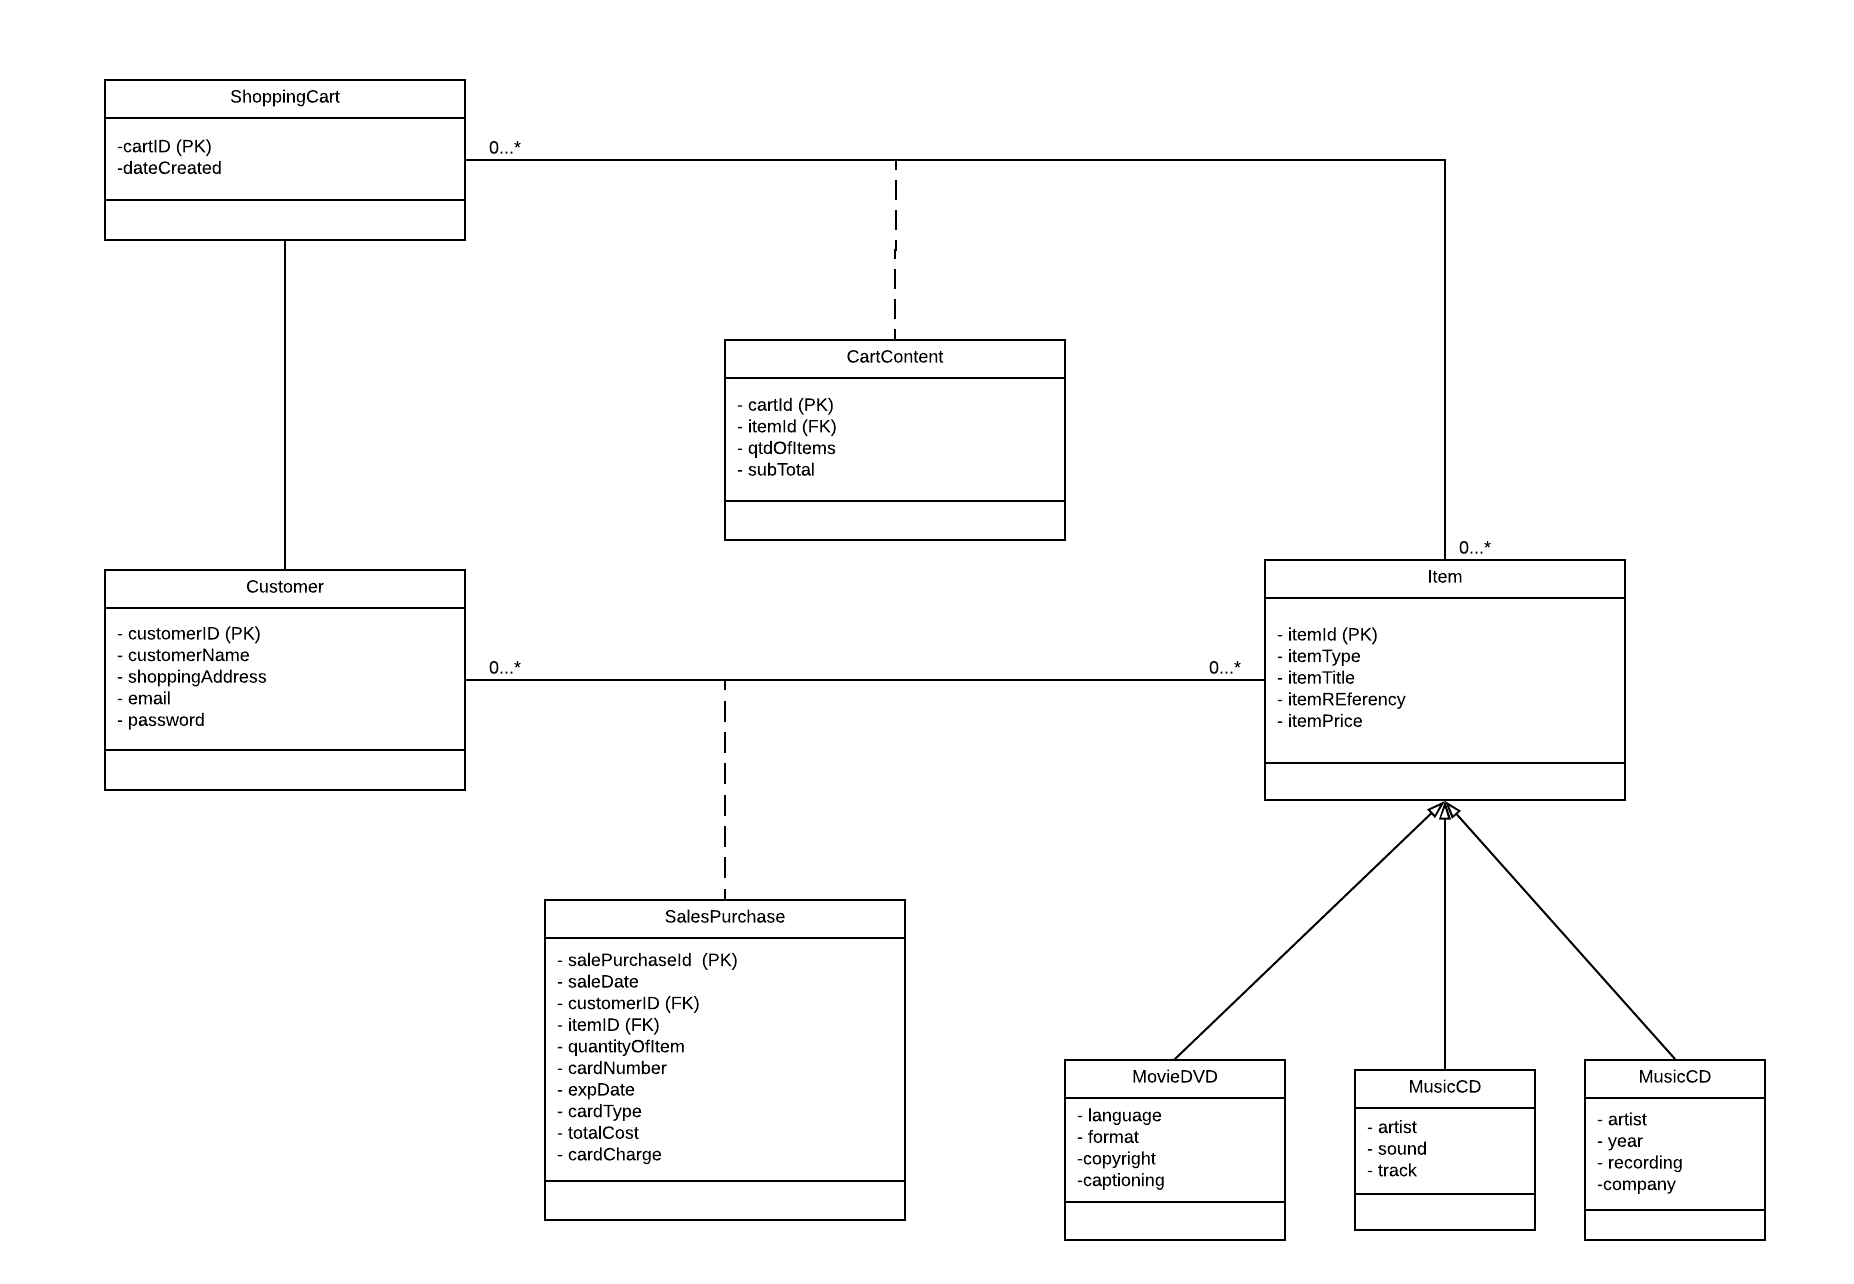 ShoppingCart
-cartID (PK)
-dateCreated
0...*
CartContent
- cartId (PK)
- itemId (FK)
- qtdOfItems
- subTotal
0...*
Customer
- customerID (PK)
- customerName
- shoppingAddress
- email
- password
0...*
0...*
Item
- itemId (PK)
- itemType
- itemTitle
- itemREferency
- itemPrice
SalesPurchase
- salePurchaseId  (PK)
- saleDate
- customerID (FK)
- itemID (FK)
- quantityOfItem
- cardNumber
- expDate
- cardType
- totalCost
- cardCharge
MovieDVD
- language
- format
-copyright
-captioning
MusicCD
- artist
- sound
- track
MusicCD
- artist
- year
- recording
-company